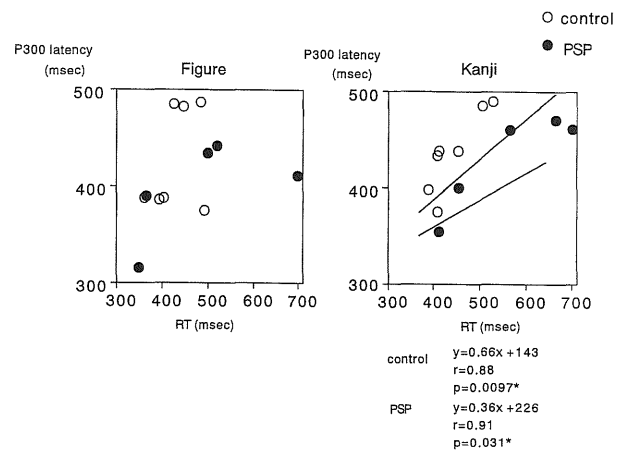 control
PSP
P300 latency
(msec)
Figure
500
400
300
300 400 500 600 700
RT (msec)
P300 latency
(msec)
Kanji
500
400
300
300 400 500 600 700
RT (msec)
control
y=0.66x +143
r=0.88
p=0.0097*
PSP
y=0.36x +226
r=0.91
p=0.031*